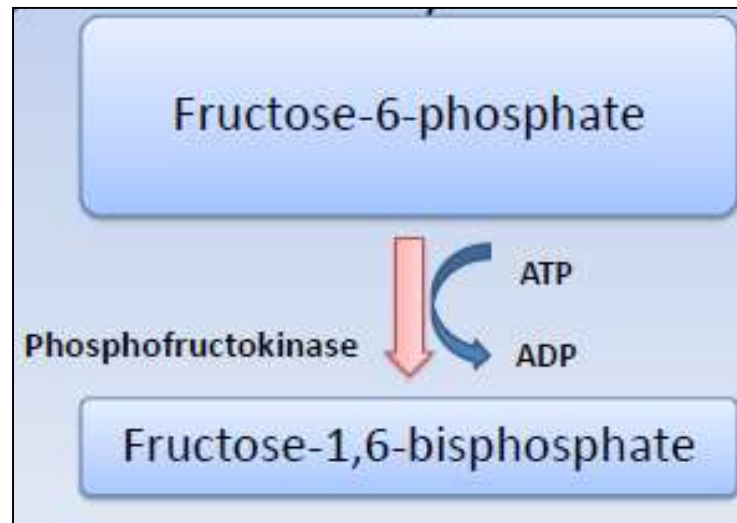 Fructose-6-phosphate
ATP
Phosphofructokinase
ADP
Fructose-1,6-bisphosphate